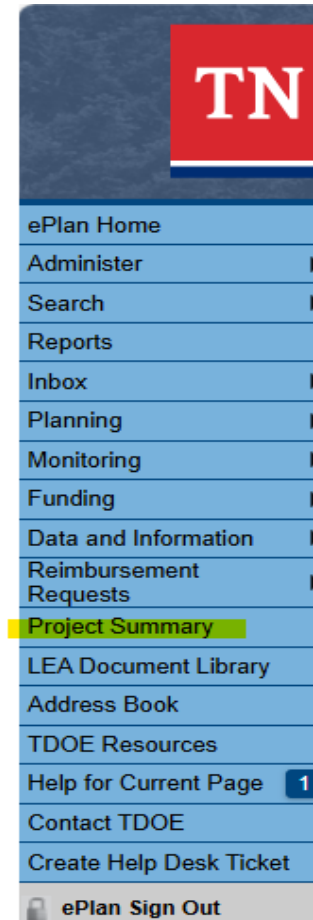 TN
ePlan Home
Administer
Search
Reports
Inbox
Planning
Monitoring
Funding
Data and Information
Reimbursement
Requests
Project Summary
LEA Document Library
Address Book
TDOE Resources
Help for Current Page 1
Contact TDOE
Create Help Desk Ticket
ePlan Sign Out